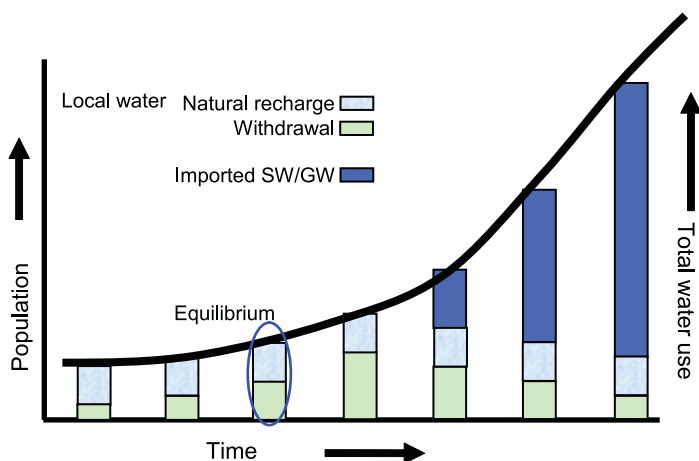 Local water
Natural recharge
Withdrawal
Imported SW/GW
Equilibrium
Population
Total water use
Time